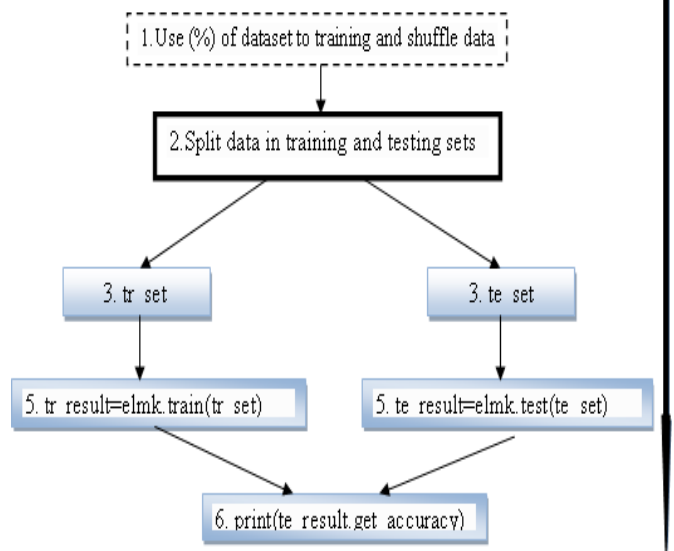 1.Use (%) of dataset to training and shuffle data
2.Split data in training and testing sets
3. tr set
3. te set
5. tr result=elmk.train(tr set)
5. te result=elmk.test(te set)
6. print(te result.get accuracy)